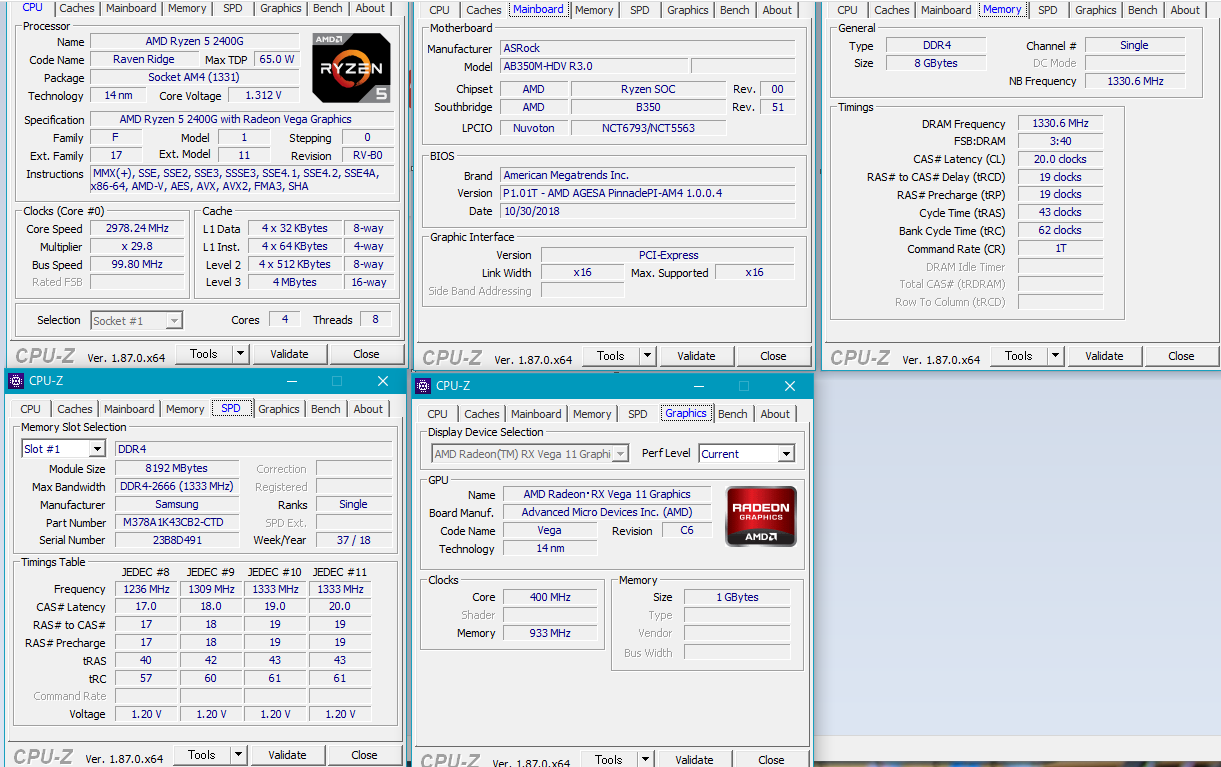 CPU Caches Mainboard Memory SPD Graphics Bench About
Processor
Name AMD Ryzen 5 2400G
Code Name Raven Ridge Max TDP 65.0 W
Package Socket AM4 (1331)
Technology 14 nm Core Voltage 1.312 V
AMD
RYZEN
5
Specification AMD Ryzen 5 2400G with Radeon Vega Graphics
Family F Model 1 Stepping 0
Ext. Family 17 Ext. Model 11 Revision RV-B0
Instructions MMX(+), SSE, SSE2, SSE3, SSSE3, SSE4.1, SSE4.2, SSE4A,
x86-64, AMD-V, AES, AVX, AVX2, FMA3, SHA
Clocks (Core #0)
Core Speed 2978.24 MHz
Multiplier x 29.8
Bus Speed 99.80 MHz
Rated FSB
Cache
L1 Data 4 x 32 KBytes 8-way
L1 Inst. 4 x 64 KBytes 4-way
Level 2 4 x 512 KBytes 8-way
Level 3 4 MBytes 16-way
Selection Socket #1 Cores 4 Threads 8
CPU-Z Ver. 1.87.0.x64 Tools Validate Close
CPU Caches Mainboard Memory SPD Graphics Bench About
Motherboard
Manufacturer ASRock
Model AB350M-HDV R3.0
Chipset AMD Ryzen SOC Rev. 00
Southbridge AMD B350 Rev. 51
LPCIO Nuvoton NCT6793/NCT5563
BIOS
Brand American Megatrends Inc.
Version P1.01T - AMD AGESA PinnaclePI-AM4 1.0.0.4
Date 10/30/2018
Graphic Interface
Version PCI-Express
Link Width x16 Max. Supported x16
Side Band Addressing
CPU-Z Ver. 1.87.0.x64 Tools Validate Close
CPU Caches Mainboard Memory SPD Graphics Bench About
General
Type DDR4 Channel # Single
Size 8 GBytes DC Mode
NB Frequency 1330.6 MHz
Timings
DRAM Frequency 1330.6 MHz
FSB:DRAM 3:40
CAS# Latency (CL) 20.0 clocks
RAS# to CAS# Delay (tRCD) 19 clocks
RAS# Precharge (tRP) 19 clocks
Cycle Time (tRAS) 43 clocks
Bank Cycle Time (tRC) 62 clocks
Command Rate (CR) 1T
DRAM Idle Timer
Total CAS# (tRDRAM)
Row To Column (tRCD)
CPU-Z Ver. 1.87.0.x64 Tools Validate Close
CPU-Z
CPU Caches Mainboard Memory SPD Graphics Bench About
Memory Slot Selection
Slot #1 DDR4
Module Size 8192 MBytes Correction
Max Bandwidth DDR4-2666 (1333 MHz) Registered
Manufacturer Samsung Ranks Single
Part Number M378A1K43CB2-CTD SPD Ext.
Serial Number 23B8D491 Week/Year 37 / 18
Timings Table
JEDEC #8 JEDEC #9 JEDEC #10 JEDEC #11
Frequency 1236 MHz 1309 MHz 1333 MHz 1333 MHz
CAS# Latency 17.0 18.0 19.0 20.0
RAS# to CAS# 17 18 19 19
RAS# Precharge 17 18 19 19
tRAS 40 42 43 43
tRC 57 60 61 61
Command Rate
Voltage 1.20 V 1.20 V 1.20 V 1.20 V
CPU-Z Ver. 1.87.0.x64 Tools Validate Close
CPU-Z
CPU Caches Mainboard Memory SPD Graphics Bench About
Display Device Selection
AMD Radeon(TM) RX Vega 11 Graphi Perf Level Current
GPU
Name AMD Radeon・RX Vega 11 Graphics
Board Manuf. Advanced Micro Devices Inc. (AMD)
Code Name Vega Revision C6
Technology 14 nm
RADEON
GRAPHICS
AMD
Clocks
Core 400 MHz
Shader
Memory 933 MHz
Memory
Size 1 GBytes
Type
Vendor
Bus Width
CPU-Z Ver. 1.87.0.x64 Tools Validate Close